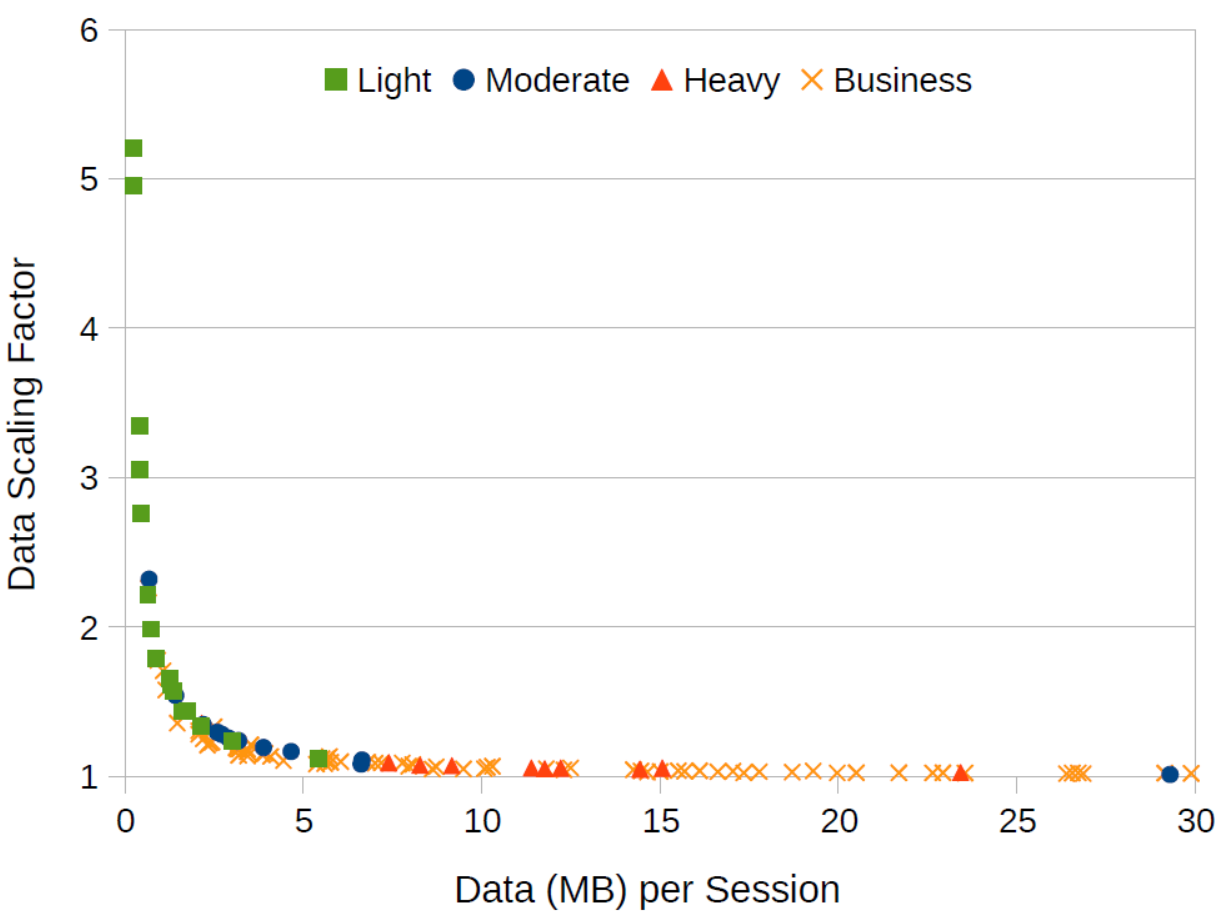 6
Light Moderate Heavy Business
5
4
3
2
1
0 5 10 15 20 25 30
Data Scaling Factor
Data (MB) per Session